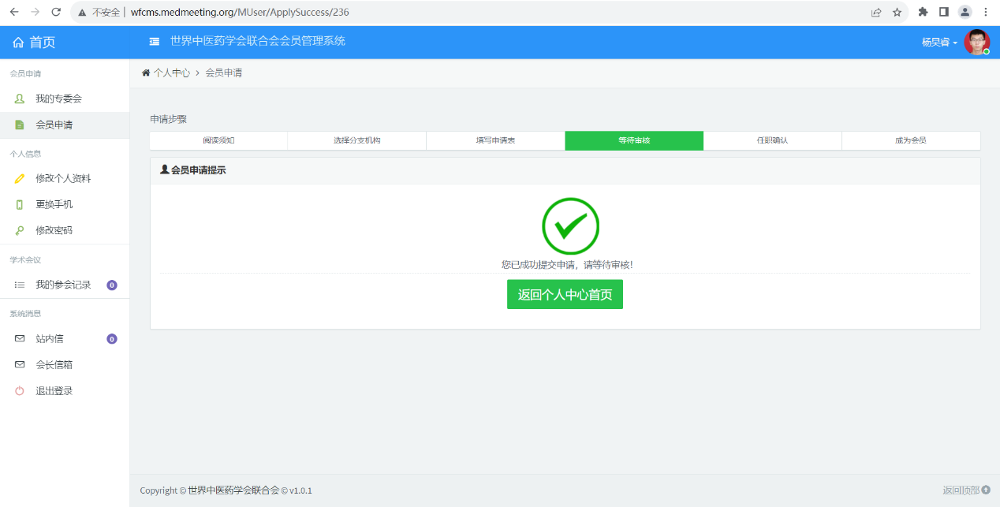 不安全 | wfcms.medmeeting.org/MUser/ApplySuccess/236
首页
世界中医药学会联合会会员管理系统
杨昊睿
会员申请
我的专委会
会员申请
个人信息
修改个人资料
更换手机
修改密码
学术会议
我的参会记录 0
系统消息
站内信 0
会长信箱
退出登录
个人中心 > 会员申请
申请步骤
阅读须知 选择分支机构 填写申请表 等待审核 任职确认 成为会员
会员申请提示
您已成功提交申请，请等待审核！
返回个人中心首页
Copyright © 世界中医药学会联合会 © v1.0.1
返回顶部